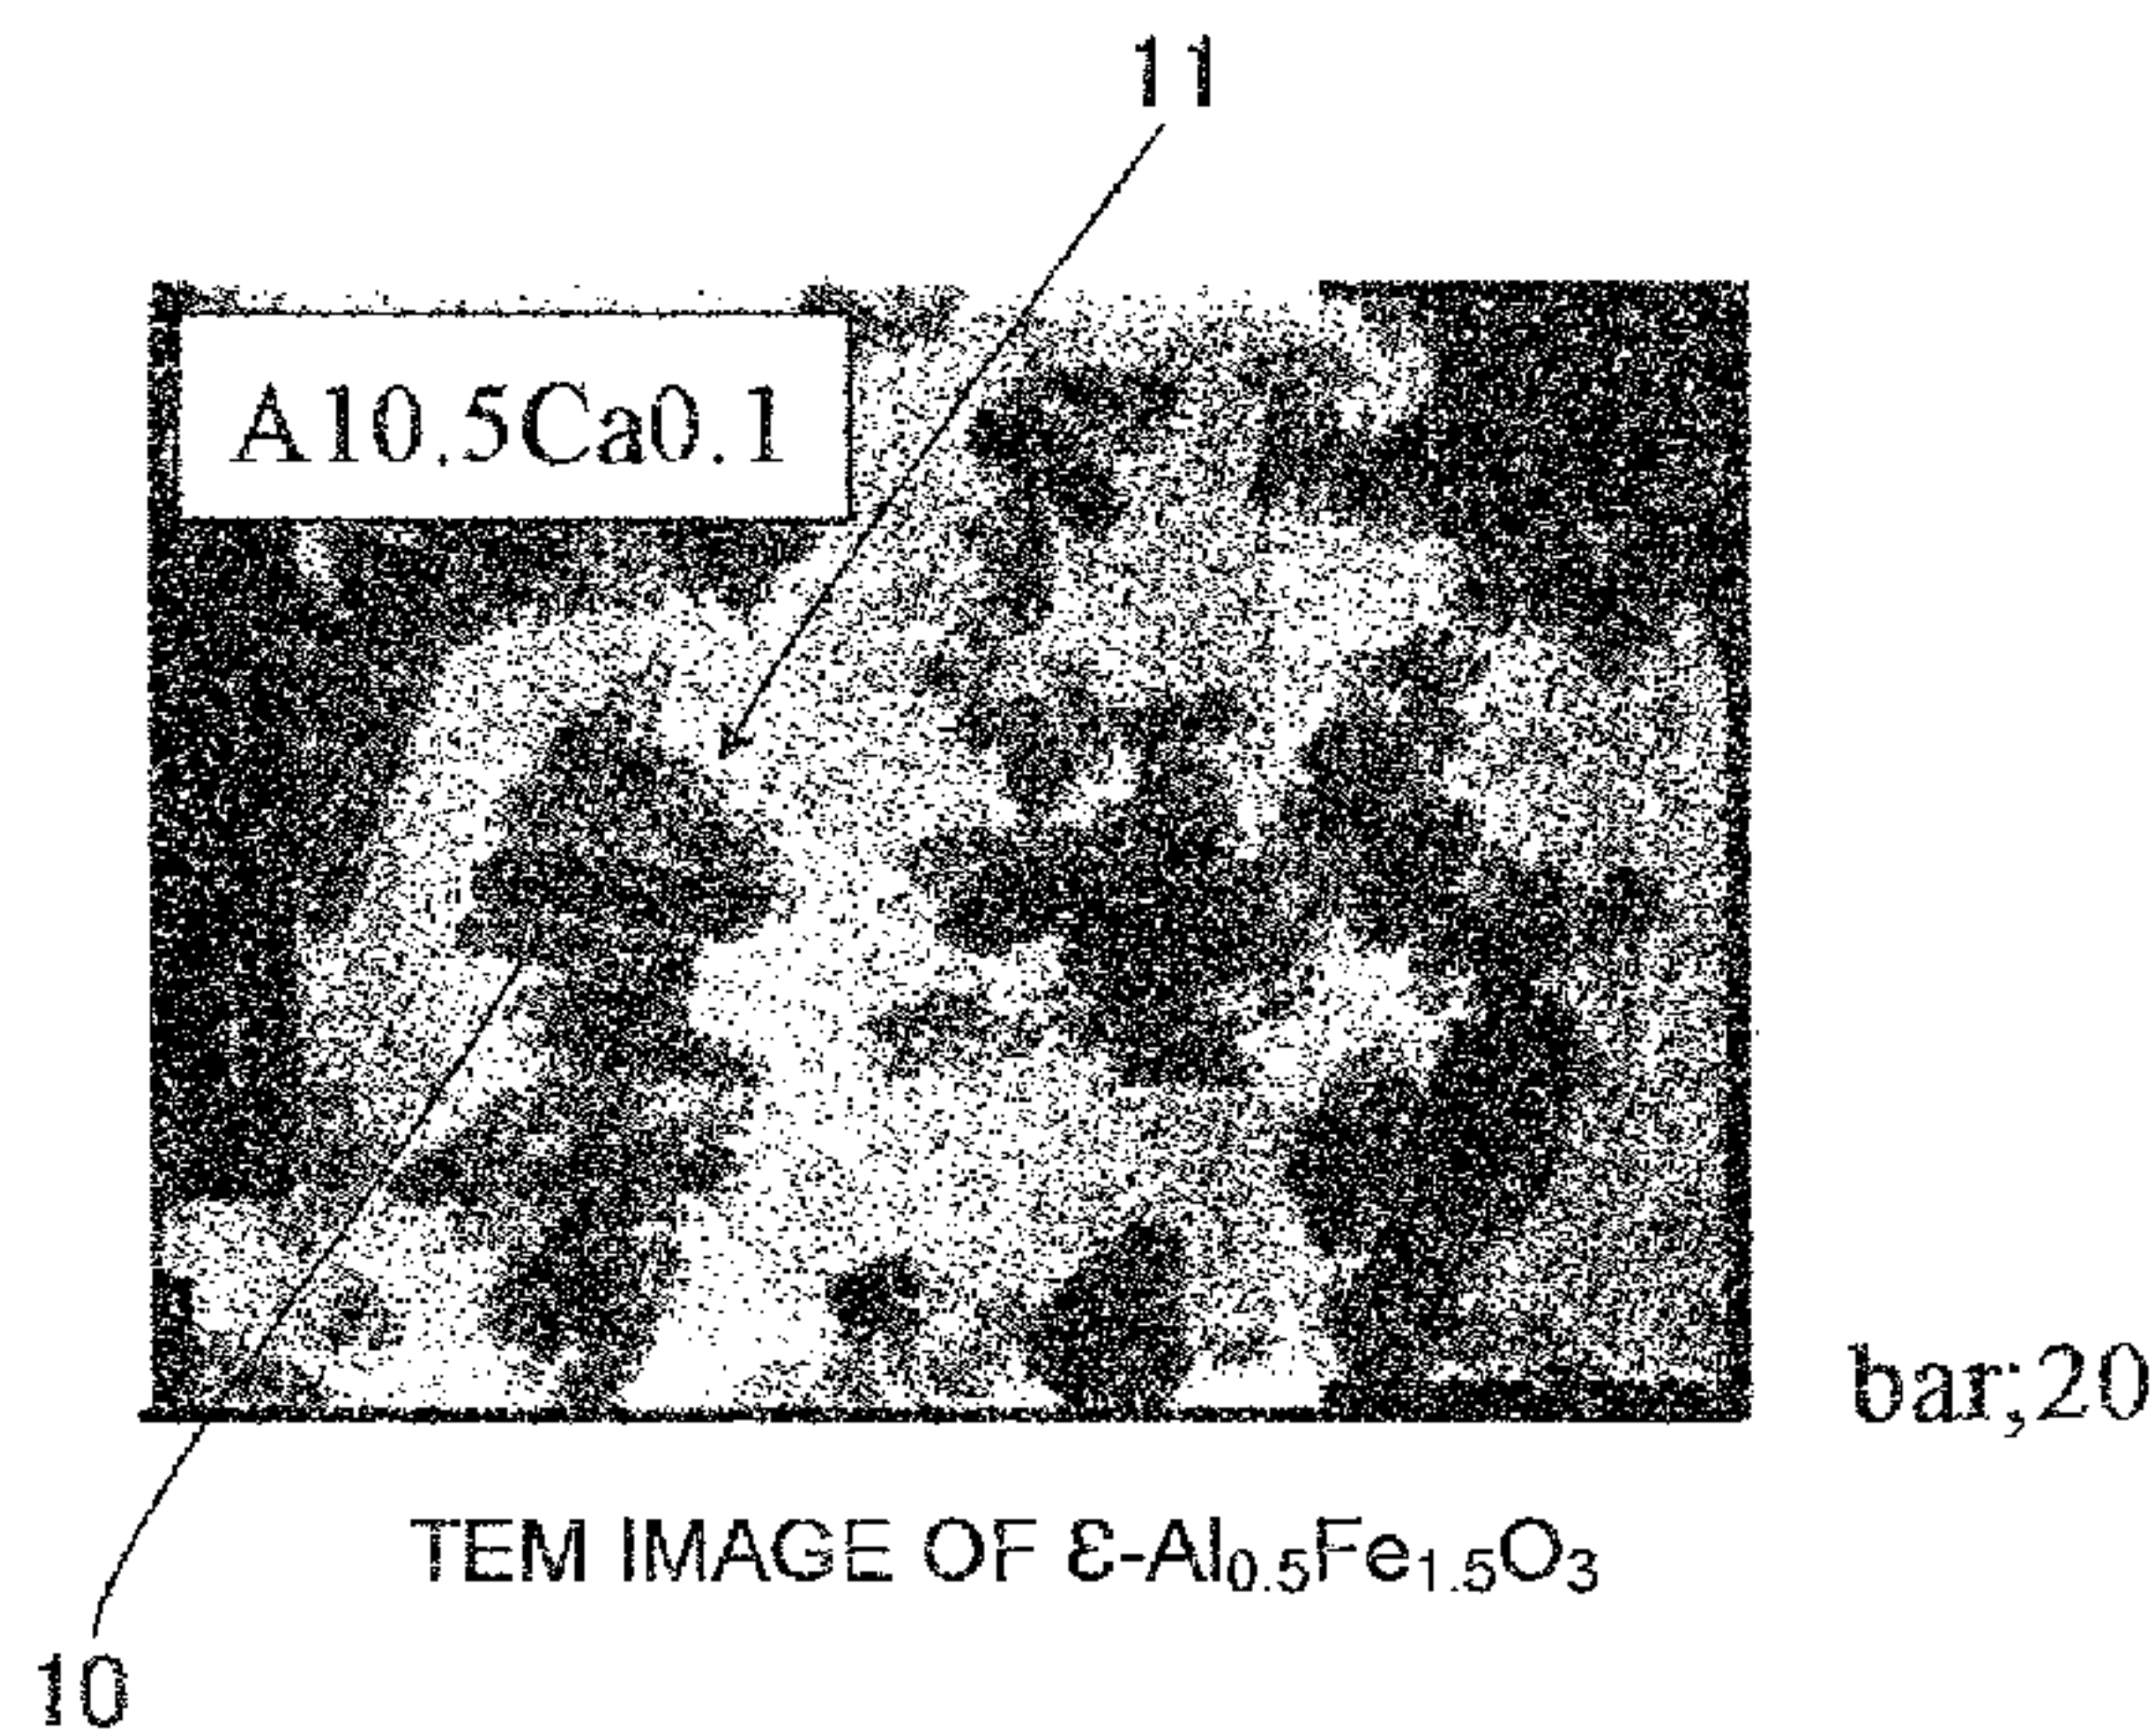 11
A10.5Ca0.1
bar;20
TEM IMAGE OF ε-Al₀.₅Fe₁.₅O₃
10